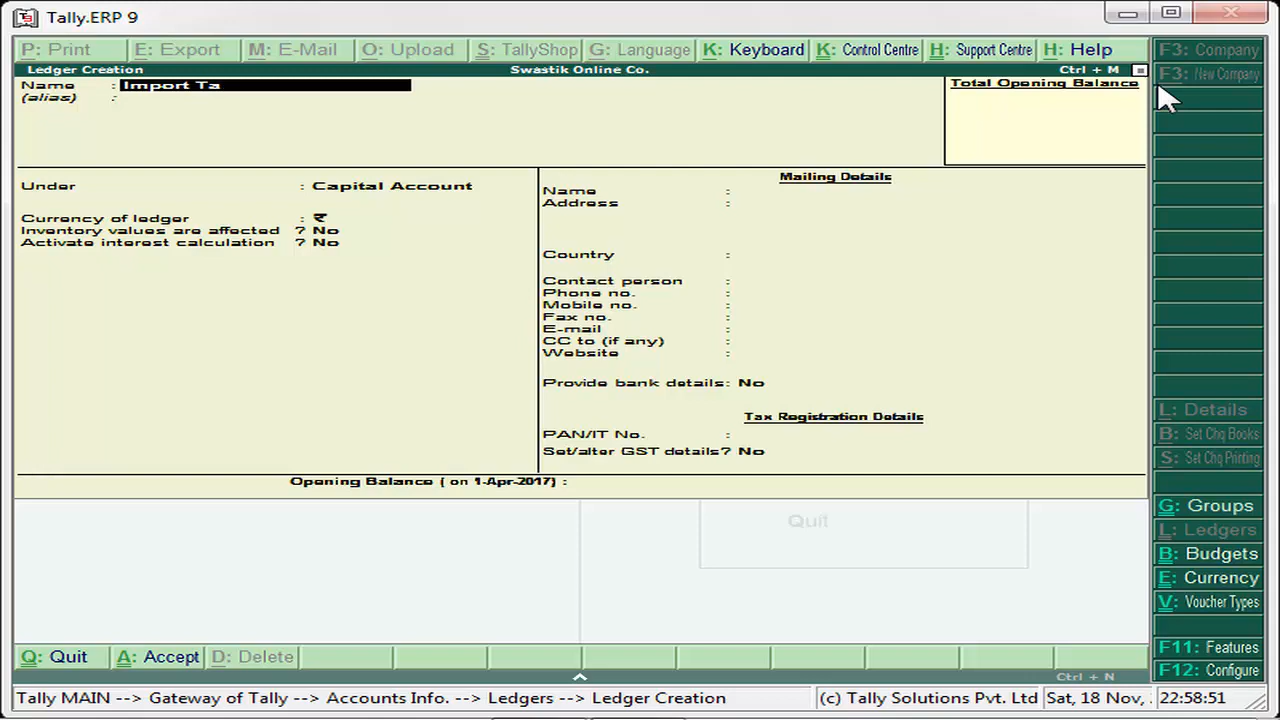 Tally.ERP 9
P: Print E: Export M: E-Mail O: Upload S: TallyShop G: Language K: Keyboard K: Control Centre H: Support Centre H: Help F3: Company
Ledger Creation Swastik Online Co. Ctrl + M F3: New Company
Name : Import Ta Total Opening Balance
(alias) :
Under : Capital Account
Currency of ledger : ₹
Inventory values are affected ? No
Activate interest calculation ? No
Mailing Details
Name :
Address :
Country :
Contact person :
Phone no. :
Mobile no. :
Fax no. :
E-mail :
CC to (if any) :
Website :
Provide bank details: No
Tax Registration Details
PAN/IT No. :
Set/alter GST details? No
Opening Balance ( on 1-Apr-2017) :
Quit
L: Details
B: Set Chq Books
S: Set Chq Printing
G: Groups
L: Ledgers
B: Budgets
E: Currency
V: Voucher Types
F11: Features
F12: Configure
Q: Quit A: Accept D: Delete
Ctrl + N
Tally MAIN --> Gateway of Tally --> Accounts Info. --> Ledgers --> Ledger Creation (c) Tally Solutions Pvt. Ltd Sat, 18 Nov, 22:58:51